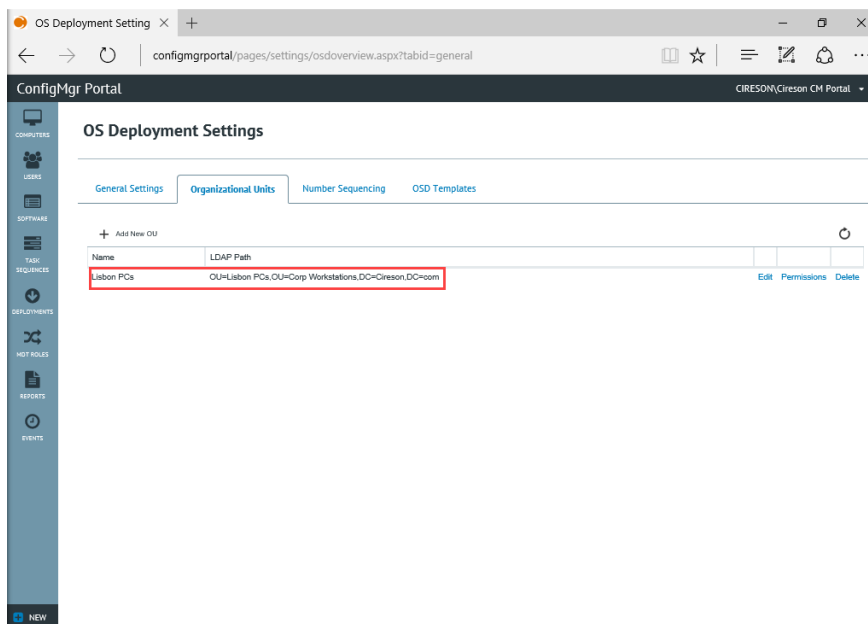 OS Deployment Setting
configmgrportal/pages/settings/osdoverview.aspx?tabid=general
ConfigMgr Portal
CIRESON\Cireson CM Portal
COMPUTERS
USERS
SOFTWARE
TASK
SEQUENCES
DEPLOYMENTS
MDT ROLES
REPORTS
EVENTS
NEW
OS Deployment Settings
General Settings Organizational Units Number Sequencing OSD Templates
Add New OU
Name LDAP Path
Lisbon PCs OU=Lisbon PCs,OU=Corp Workstations,DC=Cireson,DC=com Edit Permissions Delete